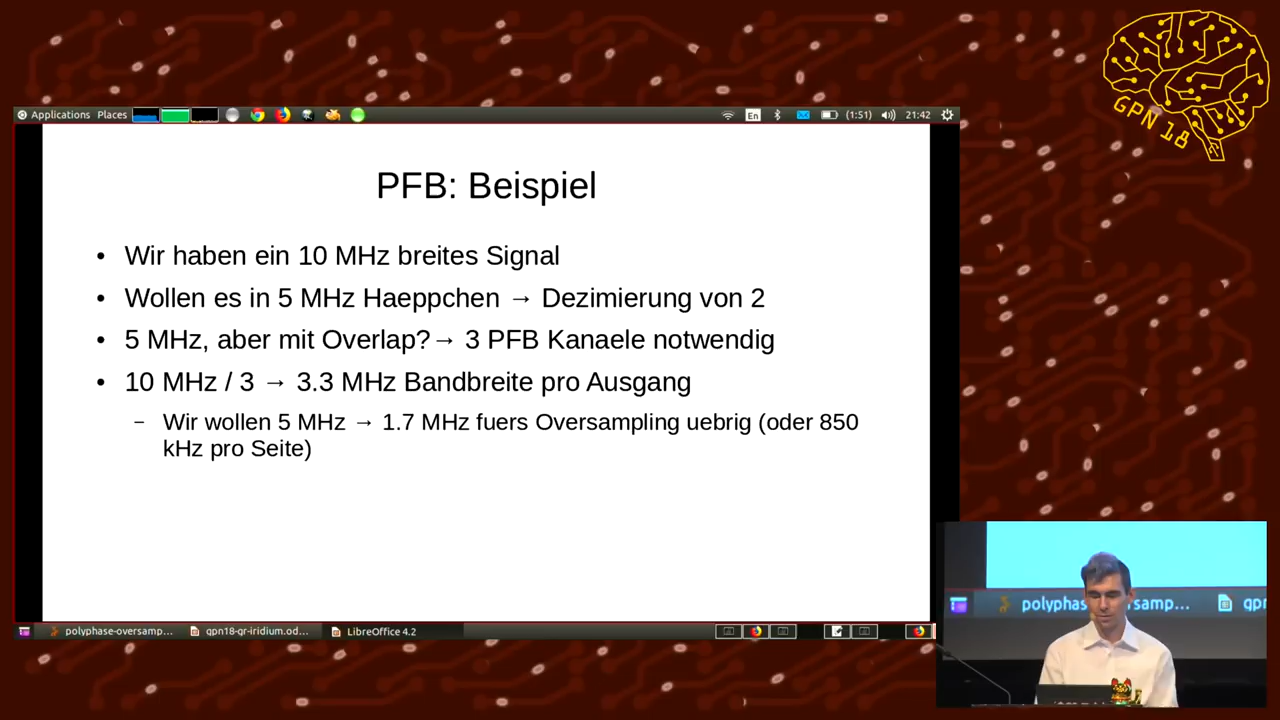 GPN 18
Applications Places
En
(1:51)
21:42
PFB: Beispiel
• Wir haben ein 10 MHz breites Signal
• Wollen es in 5 MHz Haeppchen → Dezimierung von 2
• 5 MHz, aber mit Overlap?→ 3 PFB Kanaele notwendig
• 10 MHz / 3 → 3.3 MHz Bandbreite pro Ausgang
– Wir wollen 5 MHz → 1.7 MHz fuers Oversampling uebrig (oder 850
kHz pro Seite)
polyphase-oversamp...
gpn18-gr-iridium.od...
LibreOffice 4.2